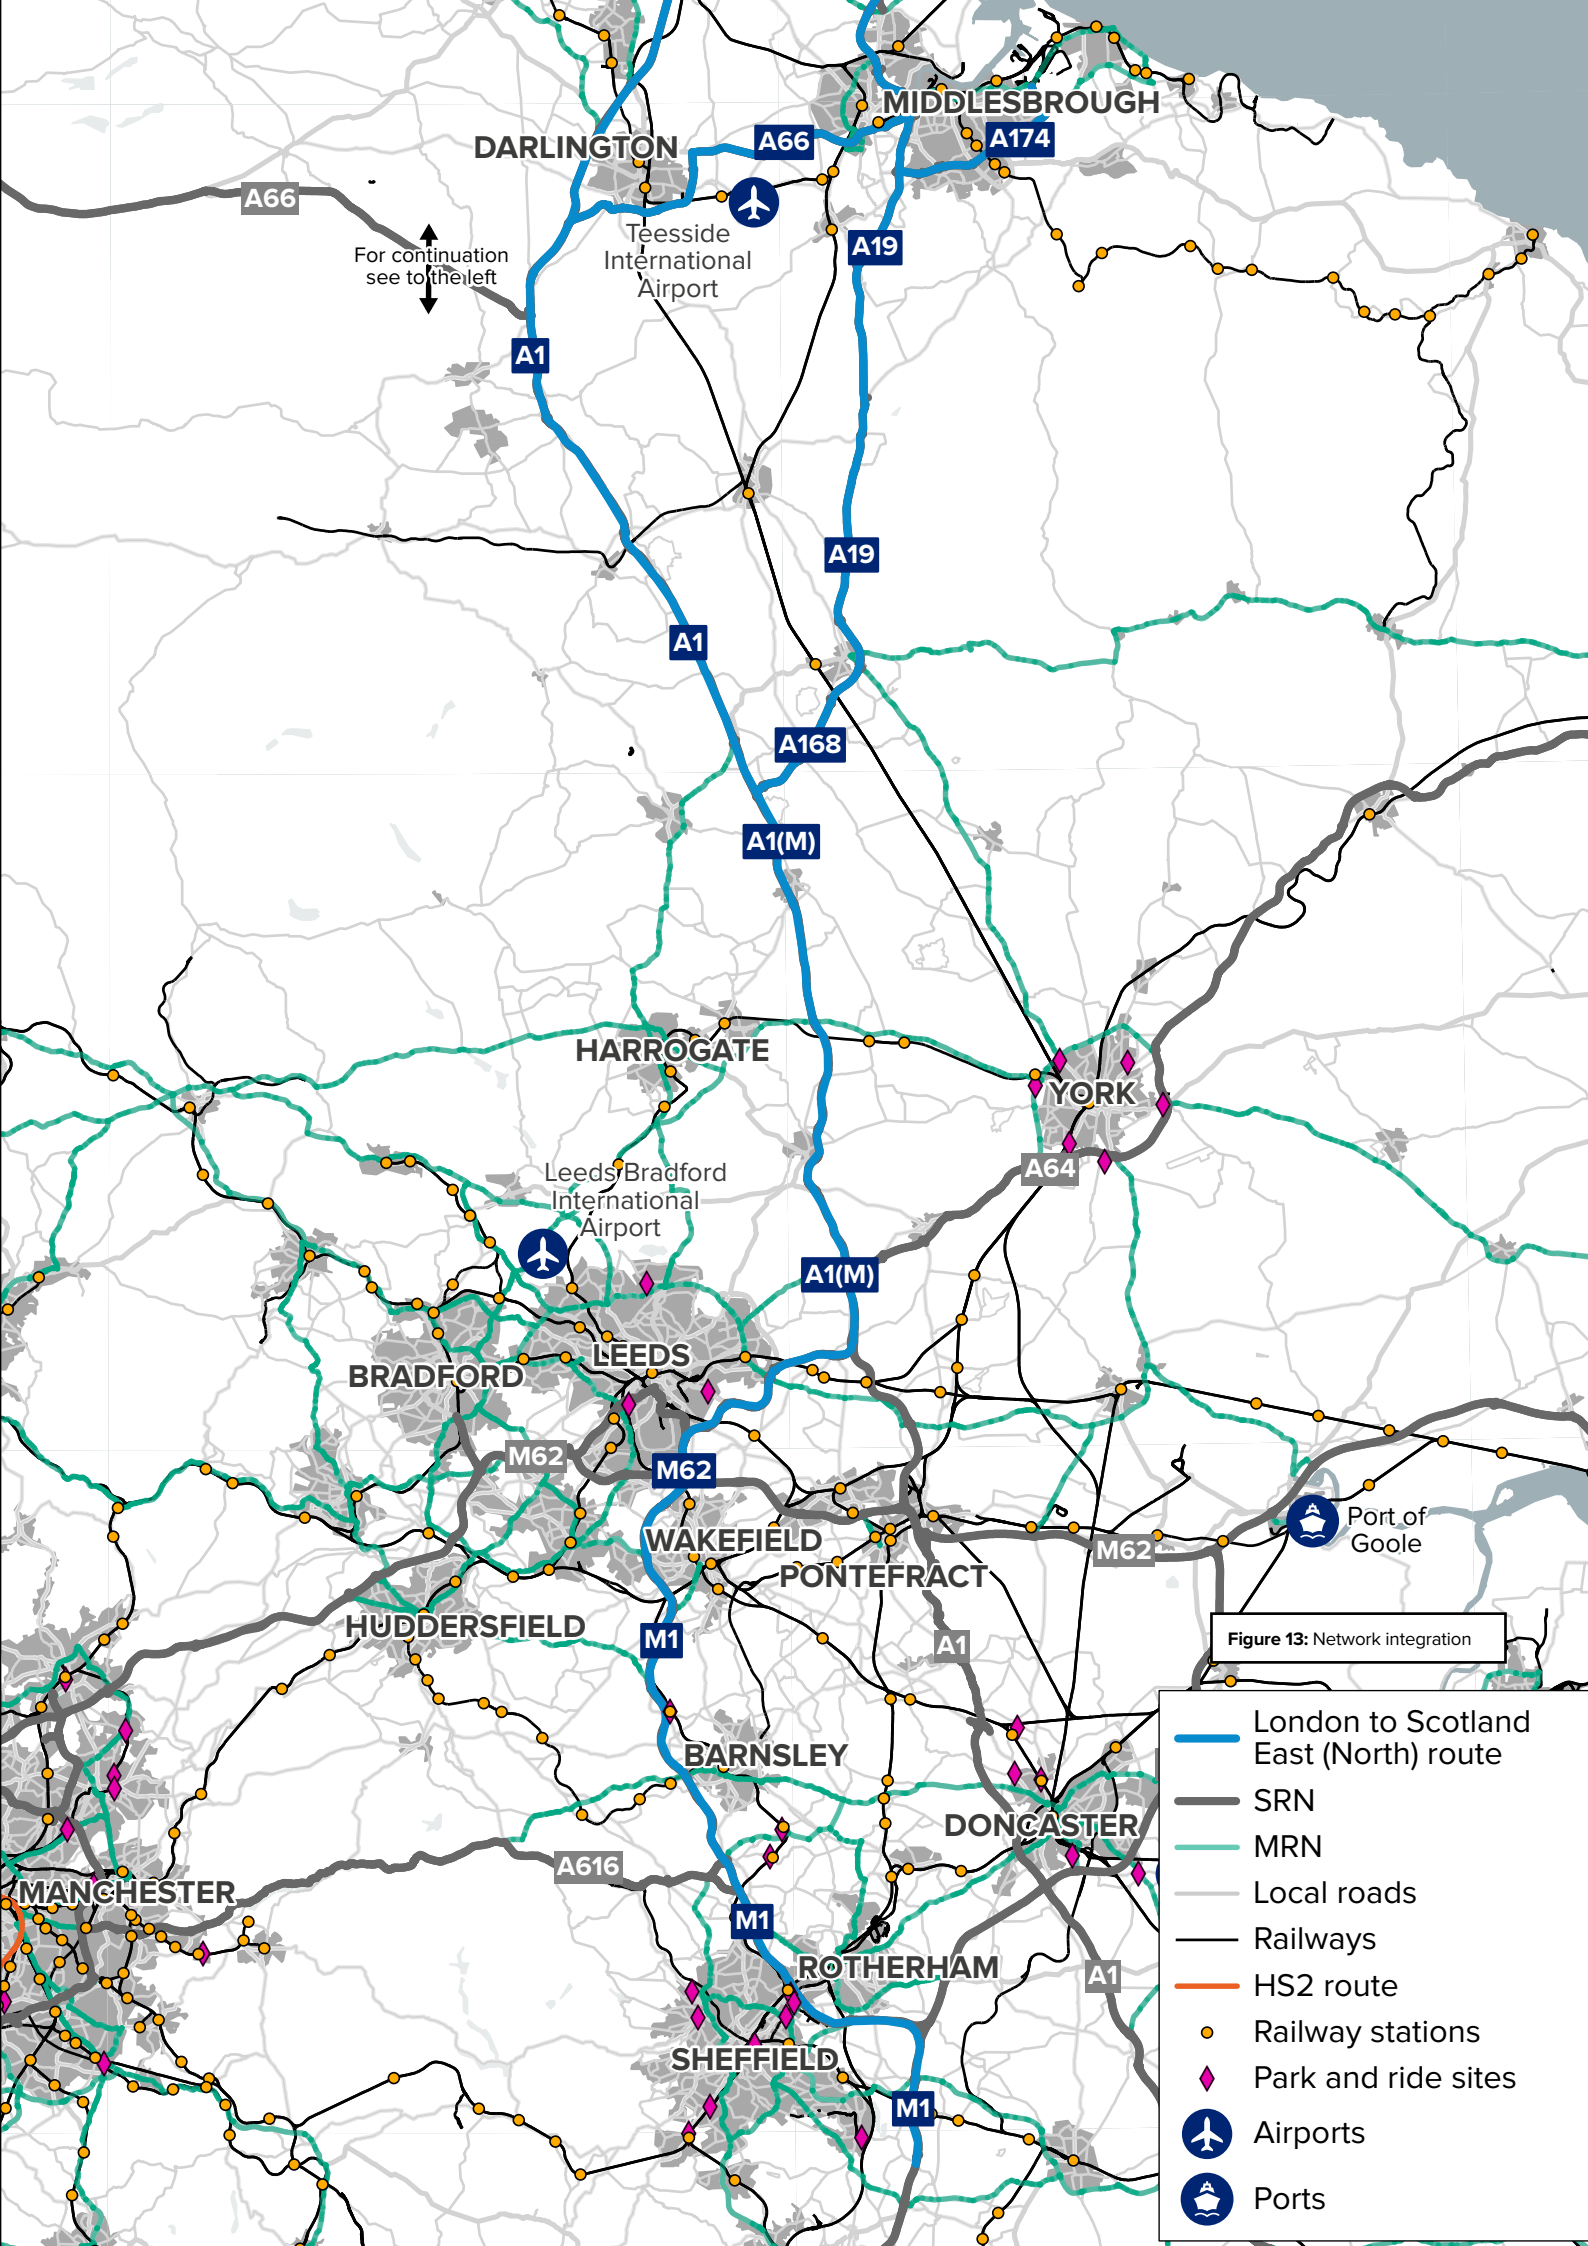 MIDDLESBROUGH
A174
A66
DARLINGTON
A66
Teesside
International
Airport
A19
For continuation
see to the left
A1
A19
A1
A168
A1(M)
HARROGATE
YORK
A64
Leeds Bradford
International
Airport
A1(M)
LEEDS
BRADFORD
M62
M62
Port of
Goole
WAKEFIELD
M62
PONTEFRACT
HUDDERSFIELD
M1
A1
Figure 13: Network integration
BARNSLEY
DONCASTER
A616
MANCHESTER
M1
ROTHERHAM
A1
SHEFFIELD
M1
London to Scotland
East (North) route
SRN
MRN
Local roads
Railways
HS2 route
Railway stations
Park and ride sites
Airports
Ports